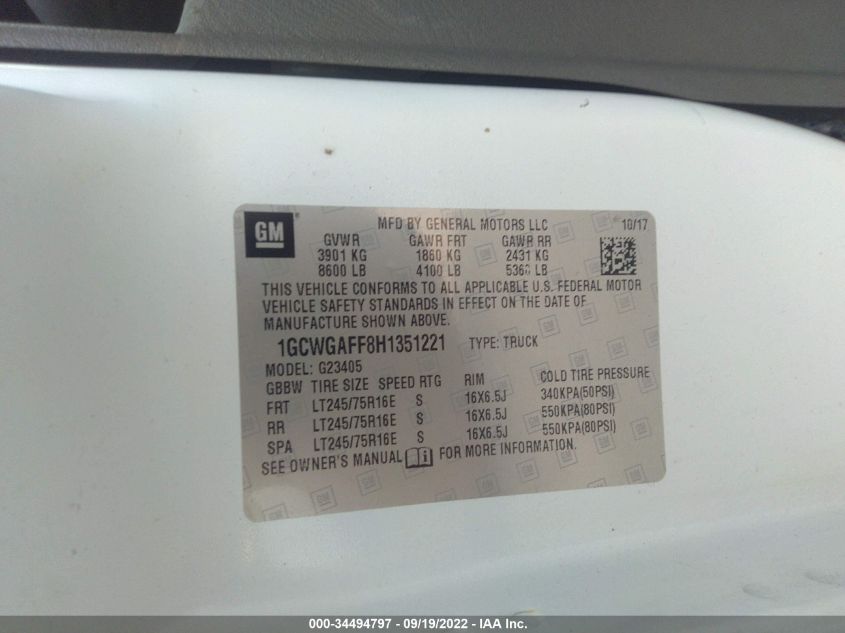 GM
MFD BY GENERAL MOTORS LLC 10/17
GVWR GAWR FRT GAWR RR
3901 KG 1860 KG 2431 KG
8600 LB 4100 LB 5360 LB
THIS VEHICLE CONFORMS TO ALL APPLICABLE U.S. FEDERAL MOTOR
VEHICLE SAFETY STANDARDS IN EFFECT ON THE DATE OF
MANUFACTURE SHOWN ABOVE.
1GCWGAFF8H1351221 TYPE: TRUCK
MODEL: G23405
GBBW TIRE SIZE SPEED RTG RIM COLD TIRE PRESSURE
FRT LT245/75R16E S 16X6.5J 340KPA(50PSI)
RR LT245/75R16E S 16X6.5J 550KPA(80PSI)
SPA LT245/75R16E S 16X6.5J 550KPA(80PSI)
SEE OWNER'S MANUAL i FOR MORE INFORMATION.
000-34494797 - 09/19/2022 - IAA Inc.